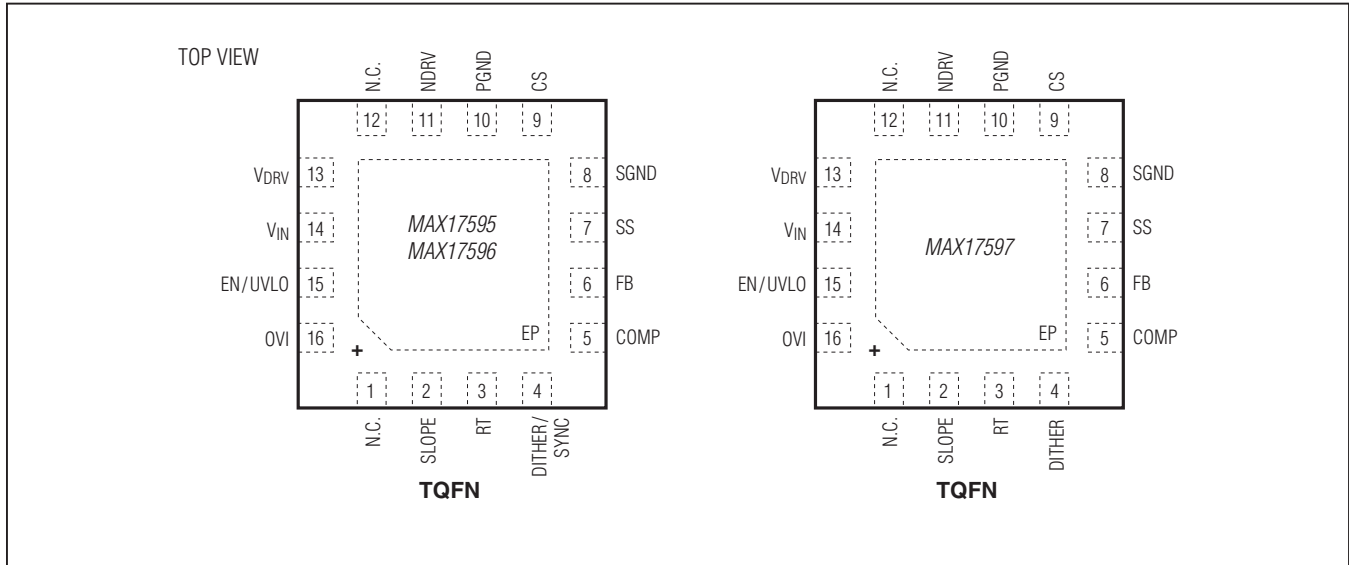 TOP VIEW
N.C.
NDRV
PGND
CS
12
11
10
9
VDRV 13
VIN 14
EN/UVLO 15
OVI 16
MAX17595
MAX17596
EP
+
8 SGND
7 SS
6 FB
5 COMP
1
2
3
4
N.C.
SLOPE
RT
DITHER/
SYNC
TQFN
N.C.
NDRV
PGND
CS
12
11
10
9
VDRV 13
VIN 14
EN/UVLO 15
OVI 16
MAX17597
EP
+
8 SGND
7 SS
6 FB
5 COMP
1
2
3
4
N.C.
SLOPE
RT
DITHER
TQFN